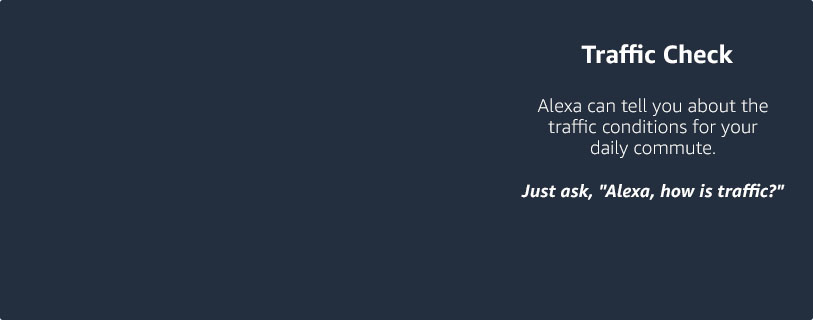 Traffic Check
Alexa can tell you about the
traffic conditions for your
daily commute.
Just ask, "Alexa, how is traffic?"